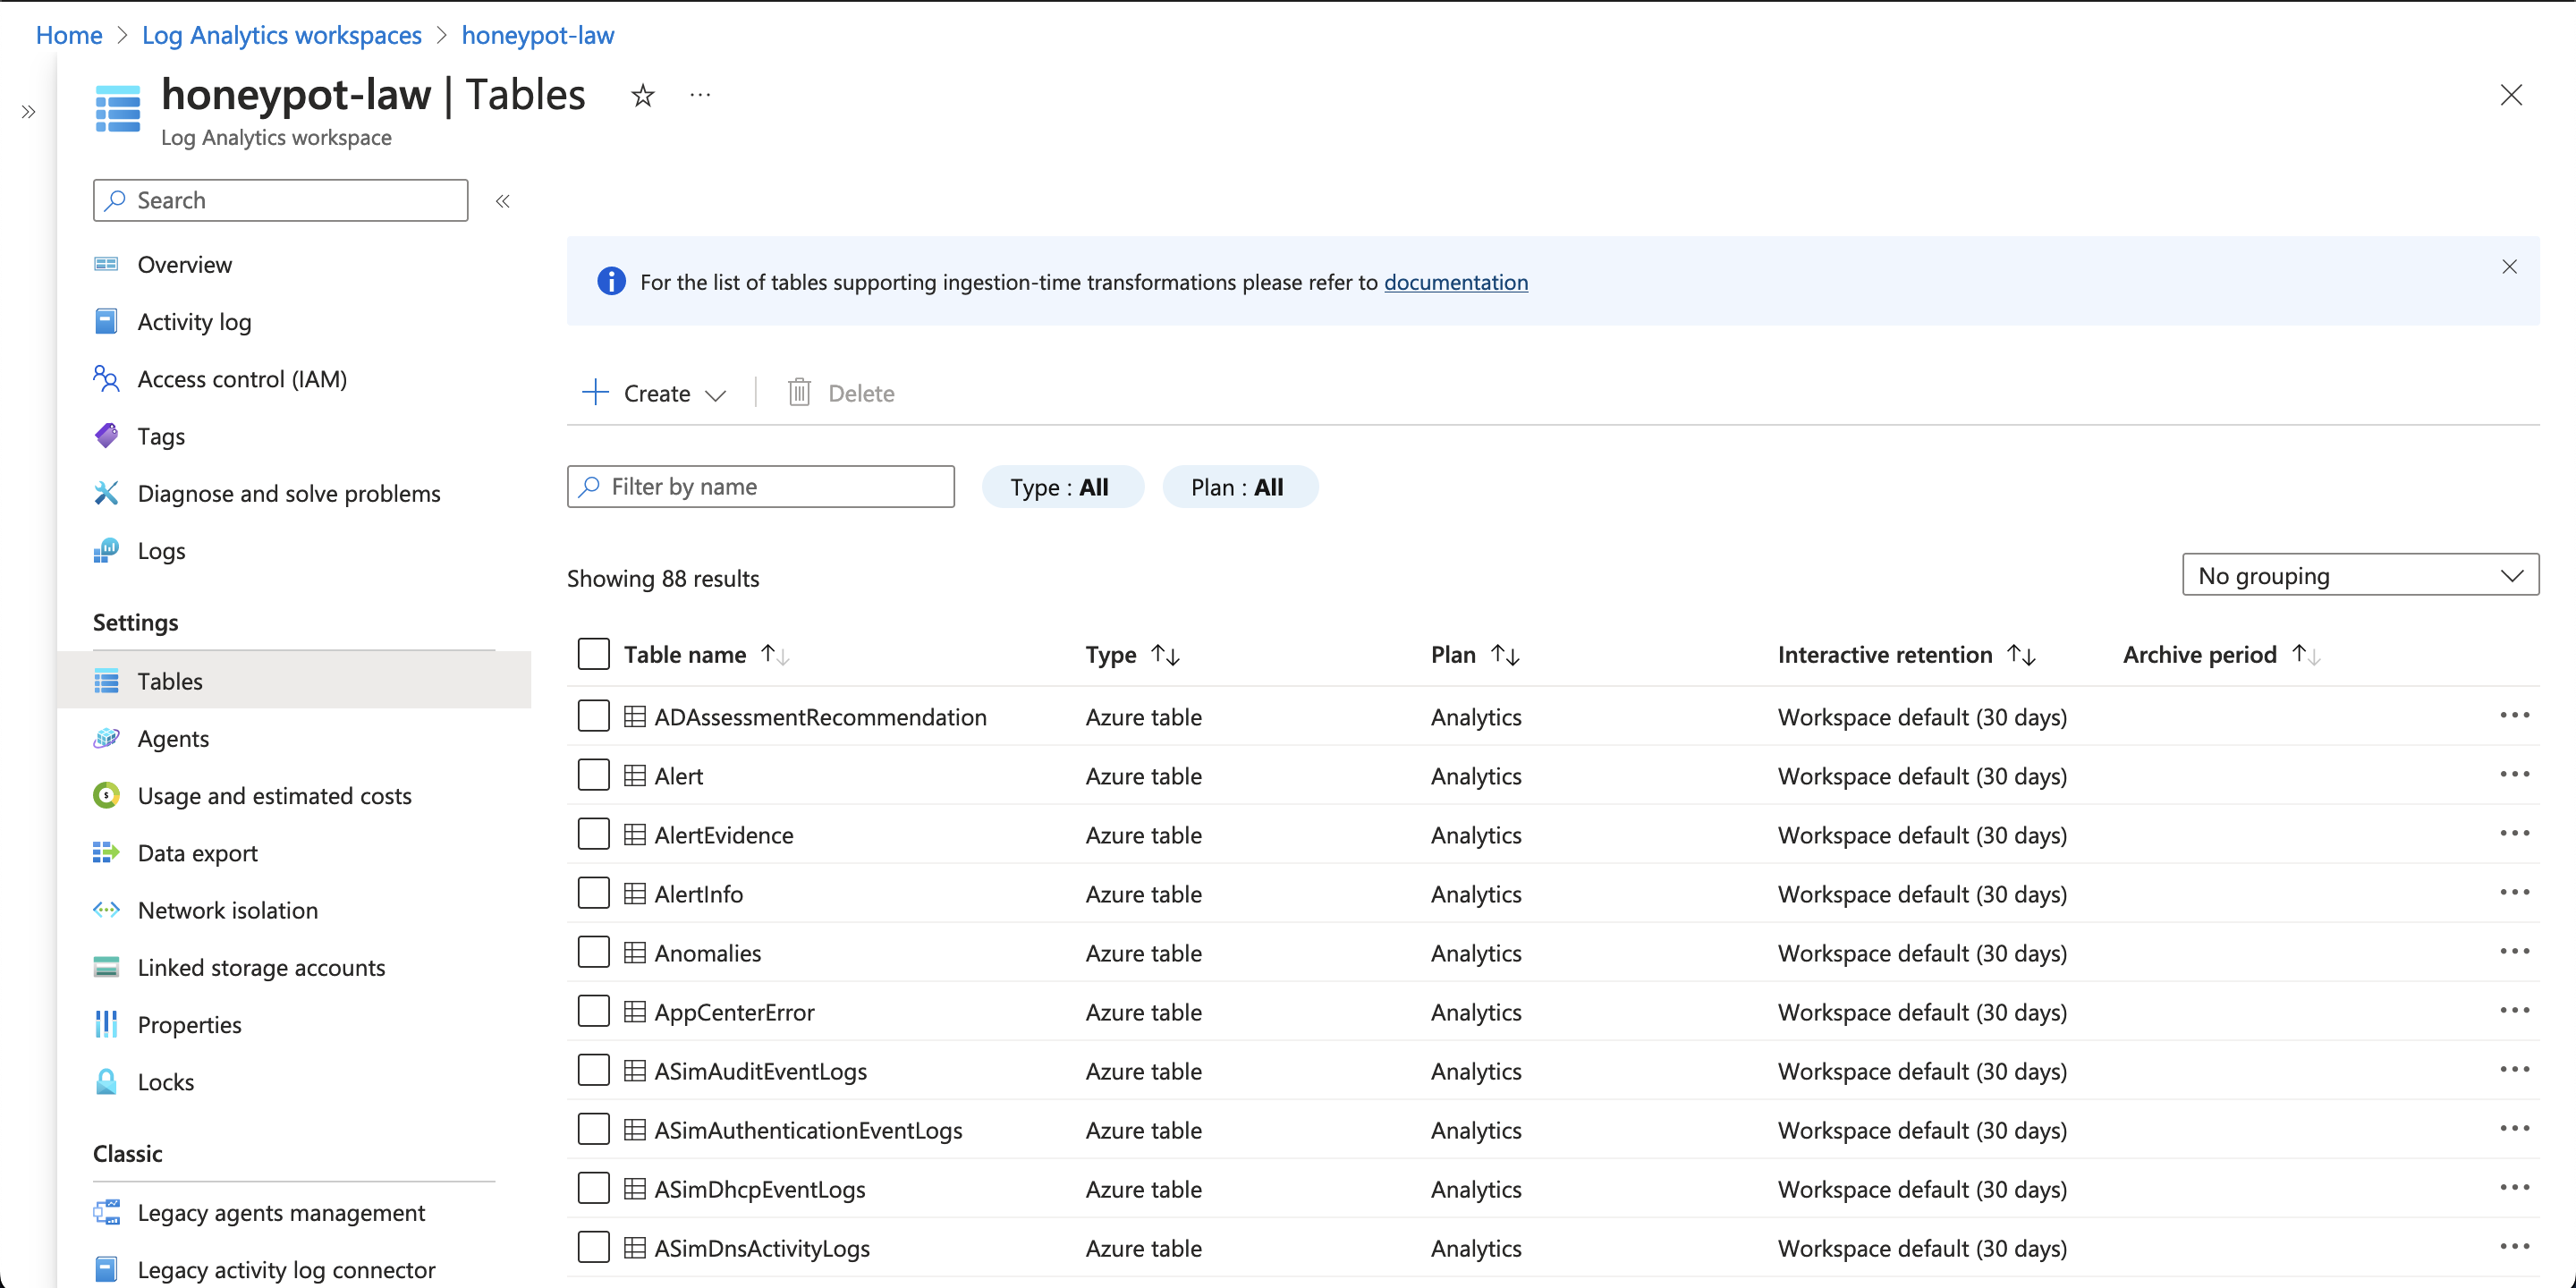 Home > Log Analytics workspaces > honeypot-law
honeypot-law | Tables
Log Analytics workspace
Search
Overview
Activity log
Access control (IAM)
Tags
Diagnose and solve problems
Logs
Settings
Tables
Agents
Usage and estimated costs
Data export
Network isolation
Linked storage accounts
Properties
Locks
Classic
Legacy agents management
Legacy activity log connector
For the list of tables supporting ingestion-time transformations please refer to documentation
Create Delete
Filter by name Type : All Plan : All
Showing 88 results No grouping
Table name Type Plan Interactive retention Archive period
ADAssessmentRecommendation Azure table Analytics Workspace default (30 days)
Alert Azure table Analytics Workspace default (30 days)
AlertEvidence Azure table Analytics Workspace default (30 days)
AlertInfo Azure table Analytics Workspace default (30 days)
Anomalies Azure table Analytics Workspace default (30 days)
AppCenterError Azure table Analytics Workspace default (30 days)
ASimAuditEventLogs Azure table Analytics Workspace default (30 days)
ASimAuthenticationEventLogs Azure table Analytics Workspace default (30 days)
ASimDhcpEventLogs Azure table Analytics Workspace default (30 days)
ASimDnsActivityLogs Azure table Analytics Workspace default (30 days)